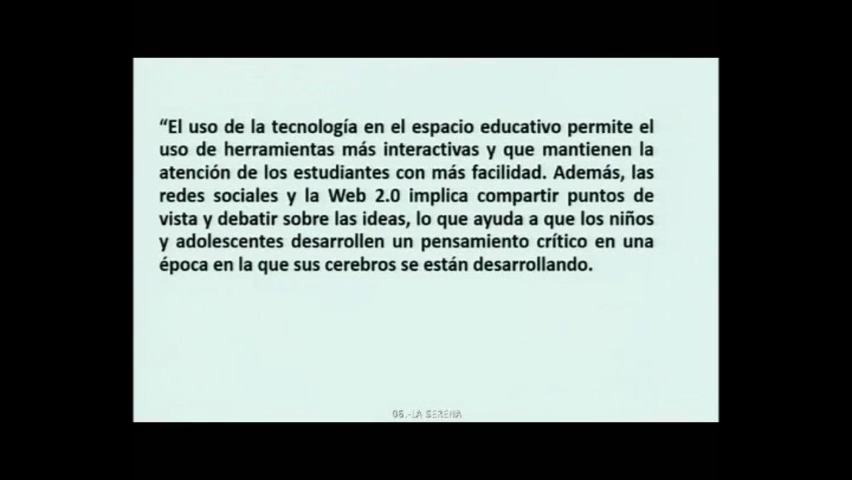 “El uso de la tecnología en el espacio educativo permite el
uso de herramientas más interactivas y que mantienen la
atención de los estudiantes con más facilidad. Además, las
redes sociales y la Web 2.0 implica compartir puntos de
vista y debatir sobre las ideas, lo que ayuda a que los niños
y adolescentes desarrollen un pensamiento crítico en una
época en la que sus cerebros se están desarrollando.
06.-LA SERENA